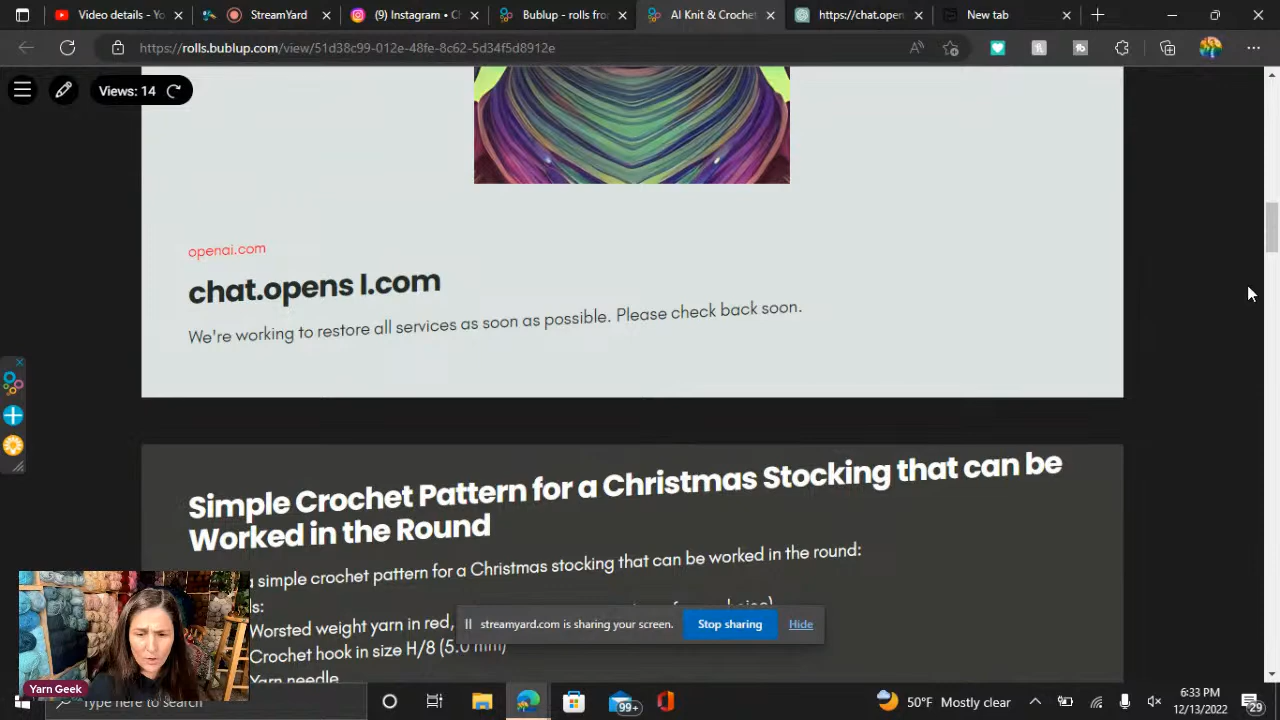 Video details - Yo
StreamYard
(9) Instagram • Ch
Bublup - rolls from
AI Knit & Crochet
https://chat.open
New tab
https://rolls.bublup.com/view/51d38c99-012e-48fe-8c62-5d34f5d8912e
Views: 14
openai.com
chat.opens I.com
We're working to restore all services as soon as possible. Please check back soon.
Simple Crochet Pattern for a Christmas Stocking that can be
Worked in the Round
a simple crochet pattern for a Christmas stocking that can be worked in the round:
s:
Worsted weight yarn in red,
Crochet hook in size H/8 (5.0 mm)
Yarn needle
streamyard.com is sharing your screen.
Stop sharing
Hide
Yarn Geek
Type here to search
99+
50°F Mostly clear
6:33 PM
12/13/2022
29